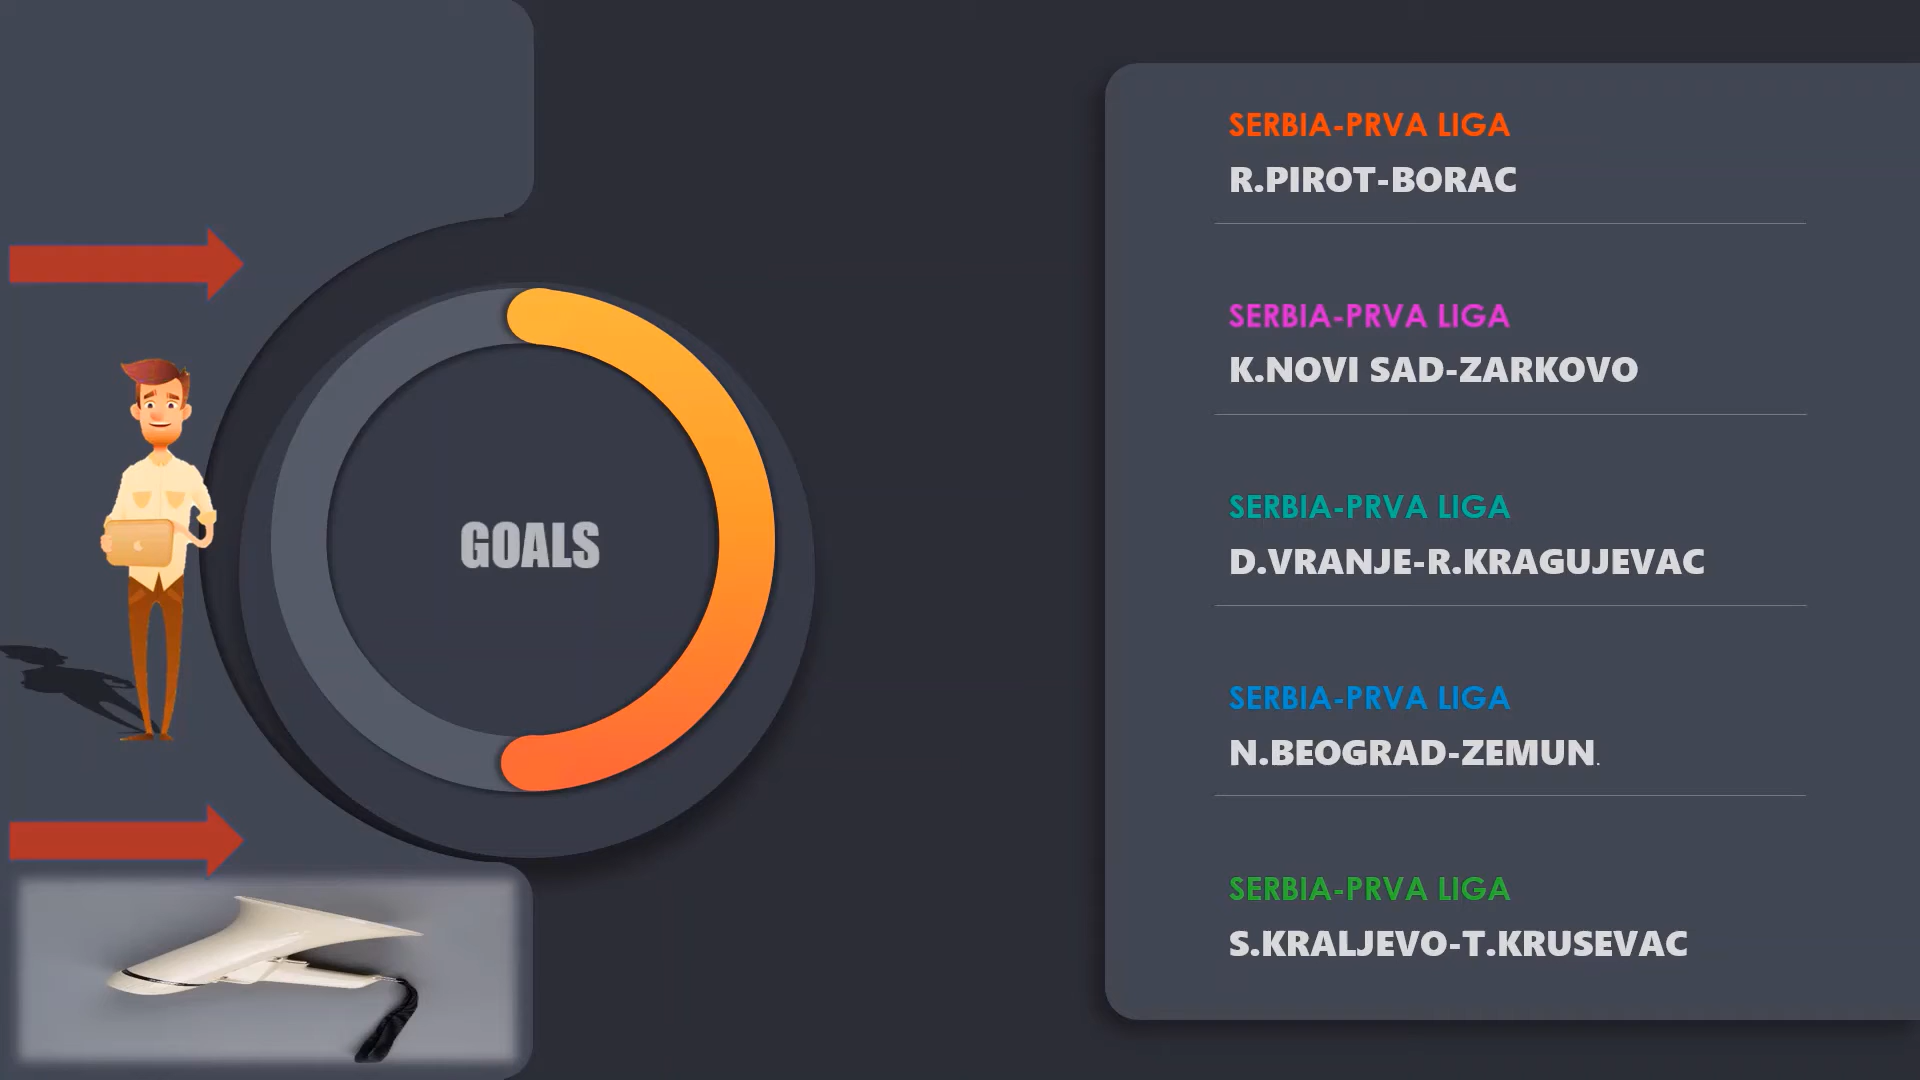 GOALS
SERBIA-PRVA LIGA
R.PIROT-BORAC
SERBIA-PRVA LIGA
K.NOVI SAD-ZARKOVO
SERBIA-PRVA LIGA
D.VRANJE-R.KRAGUJEVAC
SERBIA-PRVA LIGA
N.BEOGRAD-ZEMUN.
SERBIA-PRVA LIGA
S.KRALJEVO-T.KRUSEVAC